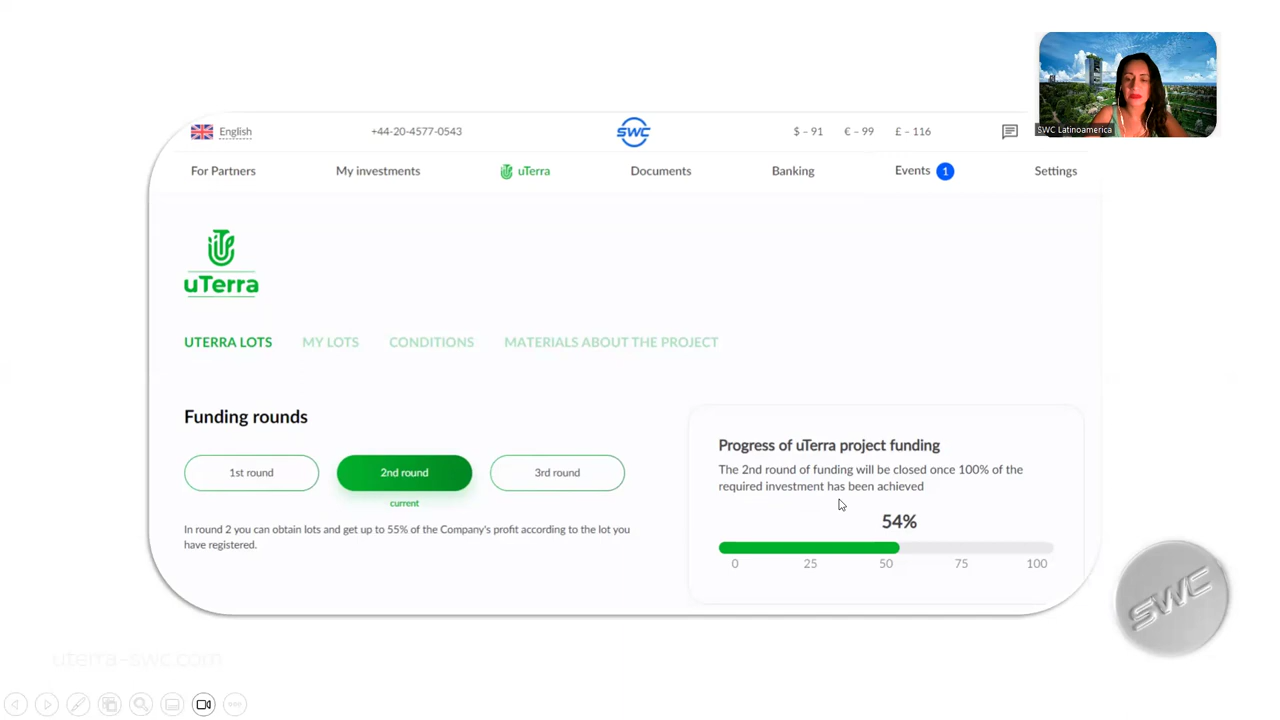 SWC Latinoamerica
English
+44-20-4577-0543
SWC
$ – 91 € – 99 £ – 116
For Partners My investments uTerra Documents Banking Events 1 Settings
uTerra
UTERRA LOTS MY LOTS CONDITIONS MATERIALS ABOUT THE PROJECT
Funding rounds
1st round 2nd round 3rd round
current
In round 2 you can obtain lots and get up to 55% of the Company's profit according to the lot you
have registered.
Progress of uTerra project funding
The 2nd round of funding will be closed once 100% of the
required investment has been achieved
54%
0 25 50 75 100
SWC
uterra-swc.com